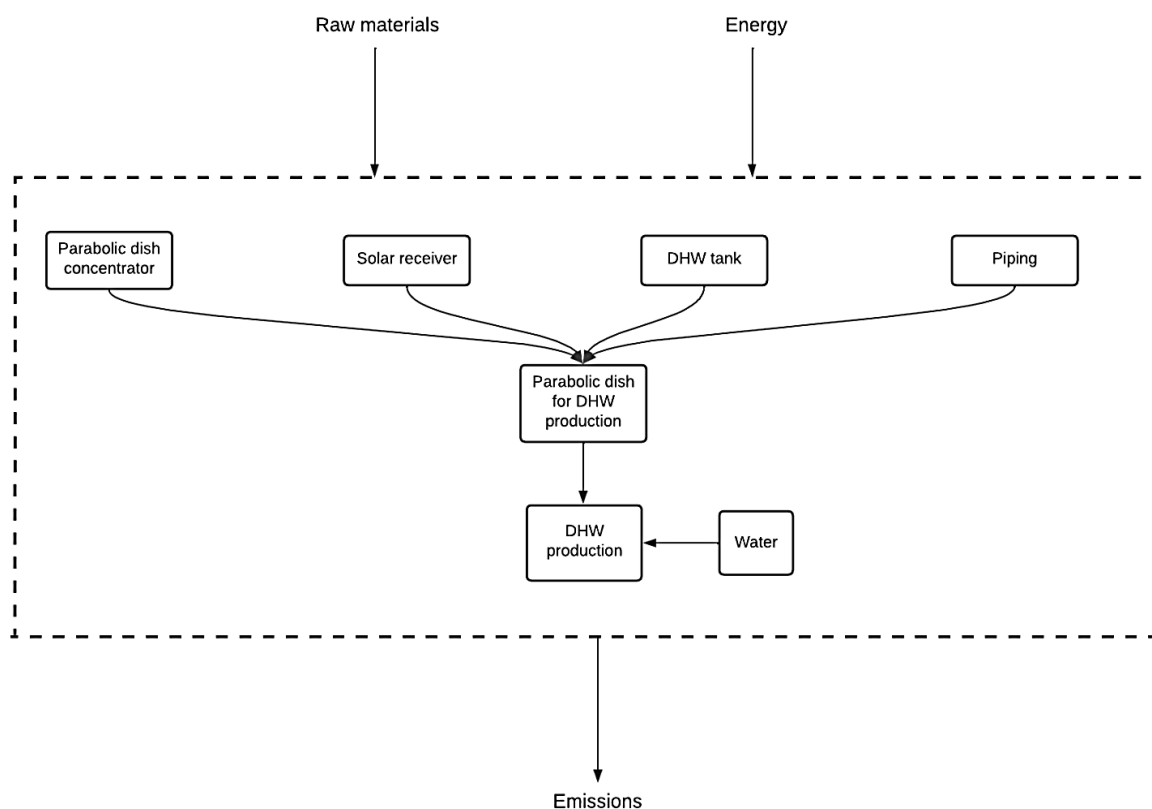 Raw materials
Energy
Parabolic dish
concentrator
Solar receiver
DHW tank
Piping
Parabolic dish
for DHW
production
DHW
production
Water
Emissions